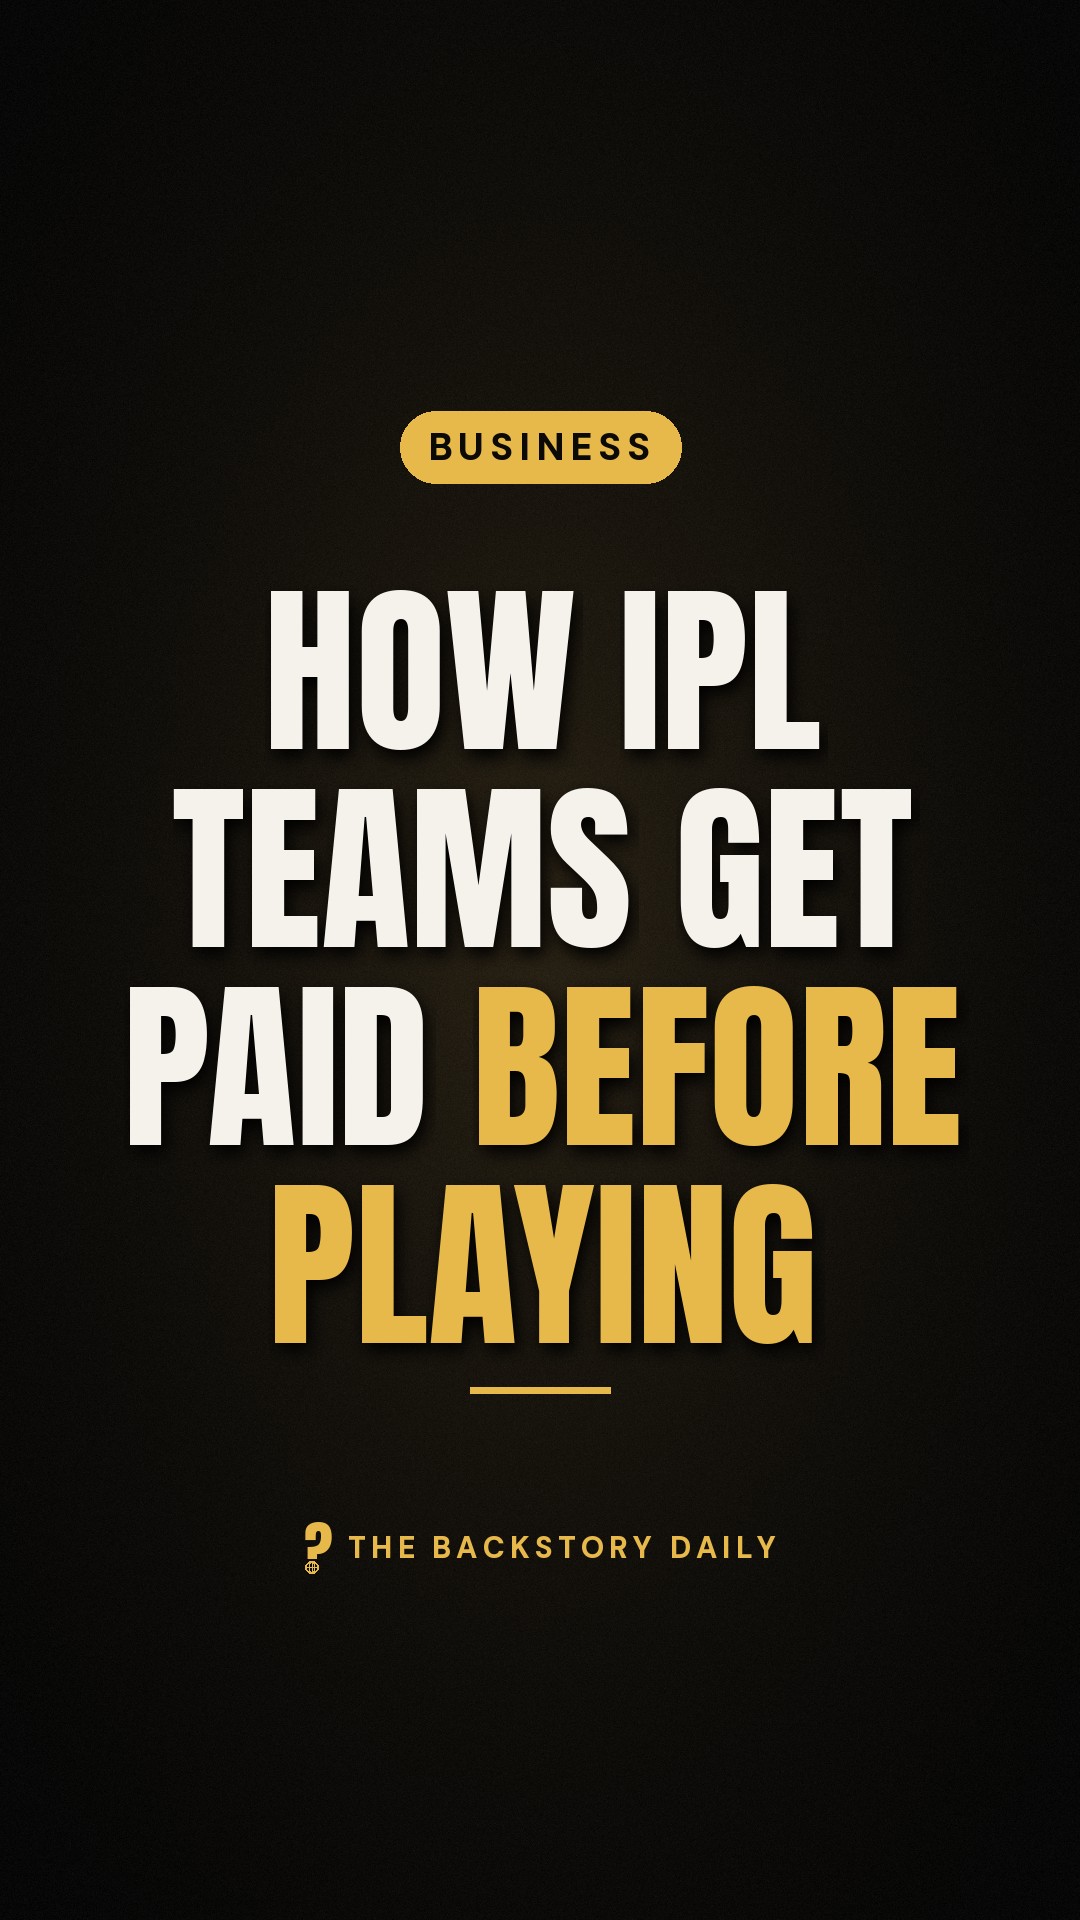 BUSINESS
HOW IPL
TEAMS GET
PAID BEFORE
PLAYING
THE BACKSTORY DAILY